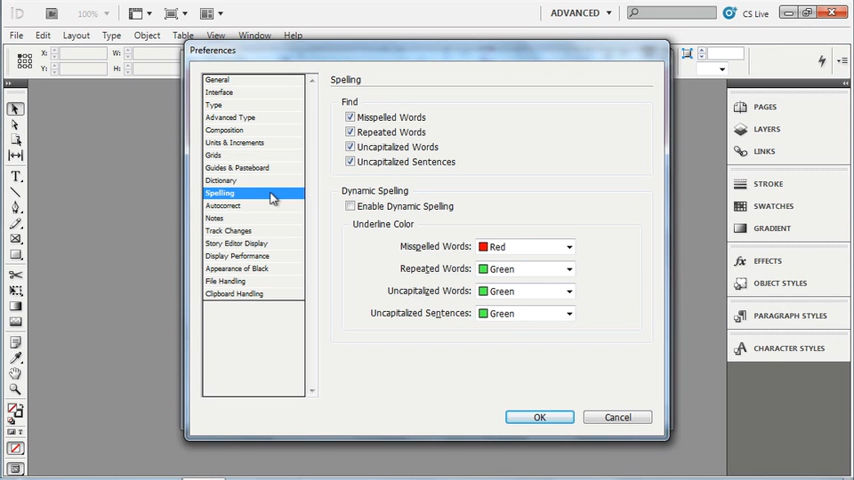 ID
Br
100%
ADVANCED
CS Live
File Edit Layout Type Object Table View Window Help
X:
Y:
W:
H:
Preferences
General
Interface
Type
Advanced Type
Composition
Units & Increments
Grids
Guides & Pasteboard
Dictionary
Spelling
Autocorrect
Notes
Track Changes
Story Editor Display
Display Performance
Appearance of Black
File Handling
Clipboard Handling
Spelling
Find
Misspelled Words
Repeated Words
Uncapitalized Words
Uncapitalized Sentences
Dynamic Spelling
Enable Dynamic Spelling
Underline Color
Misspelled Words: Red
Repeated Words: Green
Uncapitalized Words: Green
Uncapitalized Sentences: Green
OK
Cancel
PAGES
LAYERS
LINKS
STROKE
SWATCHES
GRADIENT
EFFECTS
OBJECT STYLES
PARAGRAPH STYLES
CHARACTER STYLES